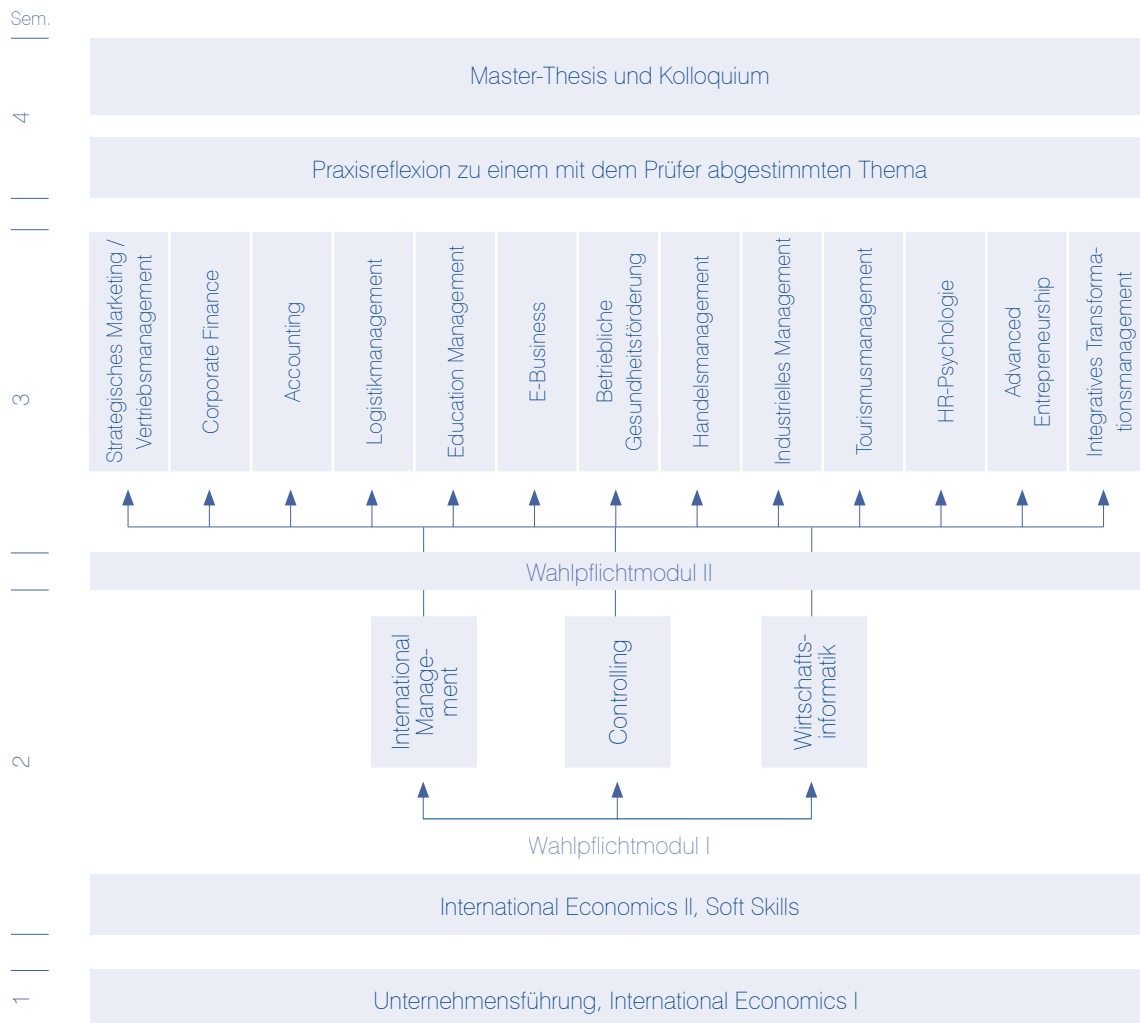 Sem.
4
Master-Thesis und Kolloquium
Praxisreflexion zu einem mit dem Prüfer abgestimmten Thema
3
Strategisches Marketing /
Vertriebsmanagement
Corporate Finance
Accounting
Logistikmanagement
Education Management
E-Business
Betriebliche
Gesundheitsförderung
Handelsmanagement
Industrielles Management
Tourismusmanagement
HR-Psychologie
Advanced
Entrepreneurship
Integratives Transforma-
tionsmanagement
Wahlpflichtmodul II
2
International
Manage-
ment
Controlling
Wirtschafts-
informatik
Wahlpflichtmodul I
International Economics II, Soft Skills
1
Unternehmensführung, International Economics I